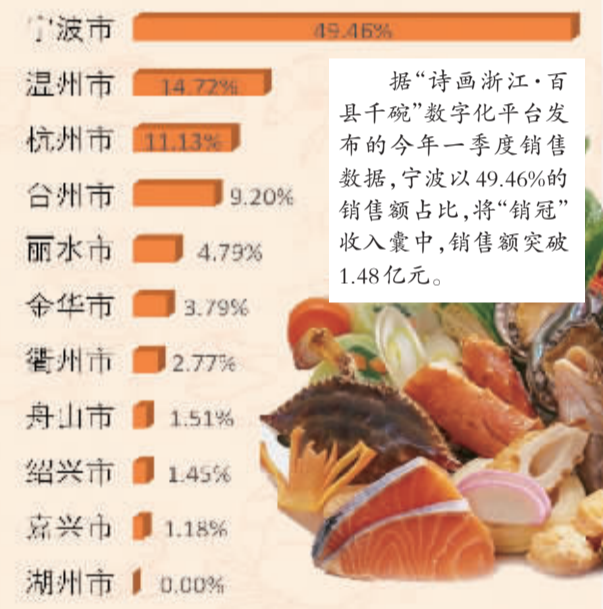 宁波市 49.46%
温州市 14.72%
杭州市 11.13%
台州市 9.20%
丽水市 4.79%
金华市 3.79%
衢州市 2.77%
舟山市 1.51%
绍兴市 1.45%
嘉兴市 1.18%
湖州市 0.00%
据“诗画浙江·百
县千碗”数字化平台发
布的今年一季度销售
数据,宁波以49.46%的
销售额占比,将“销冠”
收入囊中,销售额突破
1.48亿元。